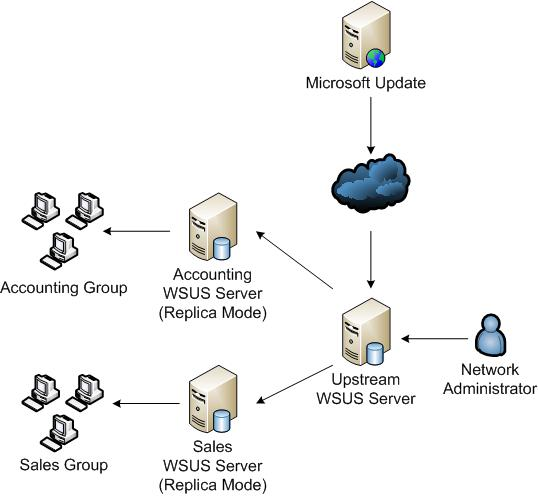 Microsoft Update
Accounting Group
Accounting
WSUS Server
(Replica Mode)
Upstream
WSUS Server
Network
Administrator
Sales Group
Sales
WSUS Server
(Replica Mode)